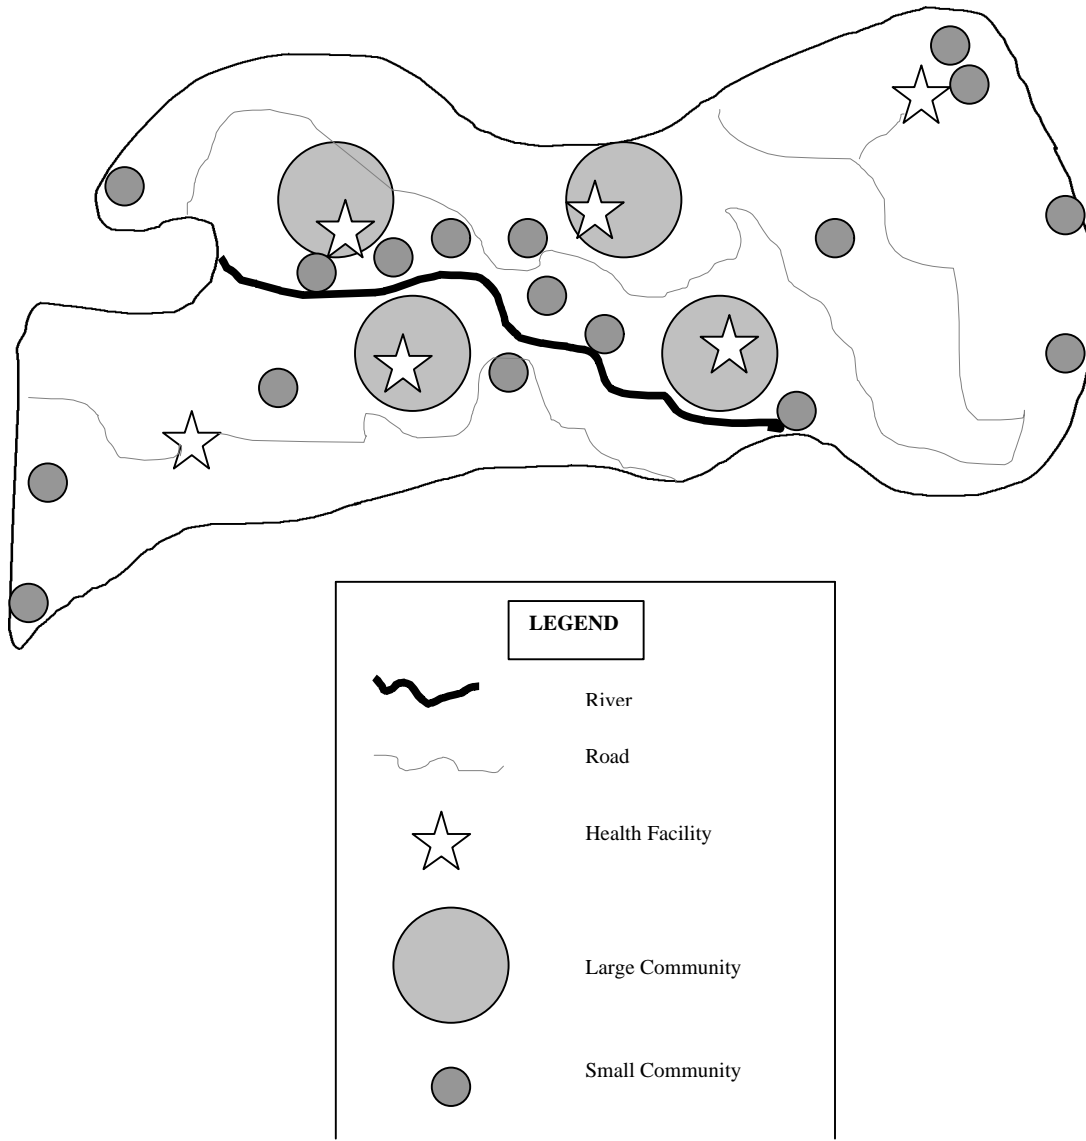 LEGEND
River
Road
Health Facility
Large Community
Small Community